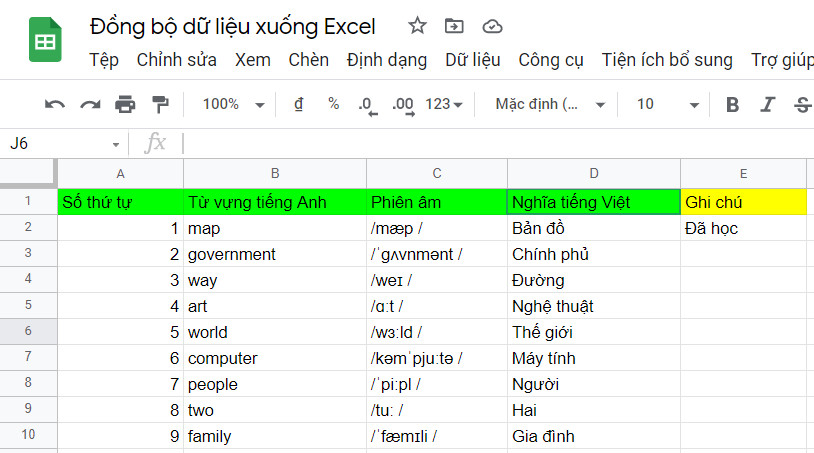 Đồng bộ dữ liệu xuống Excel
Tệp Chỉnh sửa Xem Chèn Định dạng Dữ liệu Công cụ Tiện ích bổ sung Trợ giúp
100% ₫ % .0 .00 123 Mặc định (... 10 B I S
J6 fx
A B C D E
1 Số thứ tự Từ vựng tiếng Anh Phiên âm Nghĩa tiếng Việt Ghi chú
2 1 map /mæp / Bản đồ Đã học
3 2 government /ˈgʌvnmənt / Chính phủ
4 3 way /weɪ / Đường
5 4 art /ɑːt / Nghệ thuật
6 5 world /wɜːld / Thế giới
7 6 computer /kəmˈpjuːtə / Máy tính
8 7 people /ˈpiːpl / Người
9 8 two /tuː / Hai
10 9 family /ˈfæmɪli / Gia đình